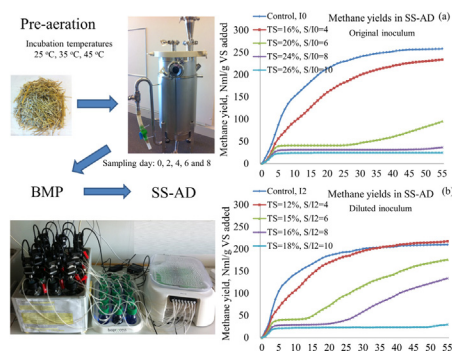 Pre-aeration
Incubation temperatures
25 °C, 35 °C, 45 °C
Sampling day: 0, 2, 4, 6 and 8
BMP
SS-AD
Methane yields in SS-AD (a)
Original inoculum
Control, I0
TS=16%, S/I0=4
TS=20%, S/I0=6
TS=24%, S/I0=8
TS=26%, S/I0=10
Methane yield, Nml/g VS added
300
250
200
150
100
50
0
0 5 10 15 20 25 30 35 40 45 50 55
Methane yields in SS-AD (b)
Diluted inoculum
Control, I2
TS=12%, S/I2=4
TS=15%, S/I2=6
TS=16%, S/I2=8
TS=18%, S/I2=10
Methane yield, Nml/g VS added
300
250
200
150
100
50
0
0 5 10 15 20 25 30 35 40 45 50 55